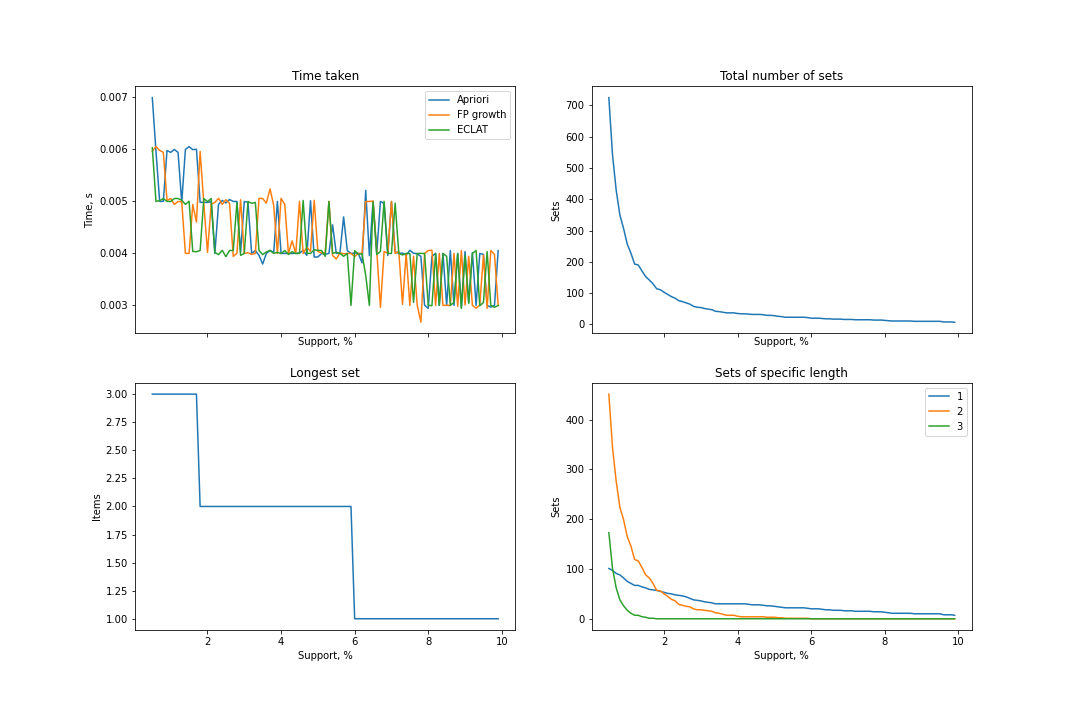 Time taken
Time, s
0.007
0.006
0.005
0.004
0.003
Apriori
FP growth
ECLAT
Support, %
Total number of sets
Sets
700
600
500
400
300
200
100
0
Support, %
Longest set
Items
3.00
2.75
2.50
2.25
2.00
1.75
1.50
1.25
1.00
2 4 6 8 10
Support, %
Sets of specific length
Sets
400
300
200
100
0
1
2
3
2 4 6 8 10
Support, %